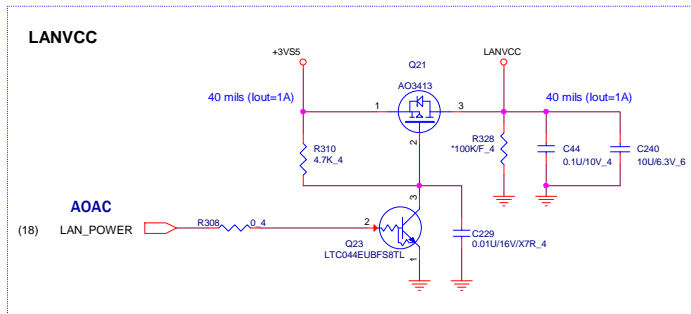 LANVCC
+3VS5
LANVCC
Q21
AO3413
40 mils (Iout=1A)
1
3
40 mils (Iout=1A)
2
R310
4.7K_4
R328
*100K/F_4
C44
0.1U/10V_4
C240
10U/6.3V_6
AOAC
(18)
LAN_POWER
R308
0_4
2
3
1
Q23
LTC044EUBFS8TL
C229
0.01U/16V/X7R_4